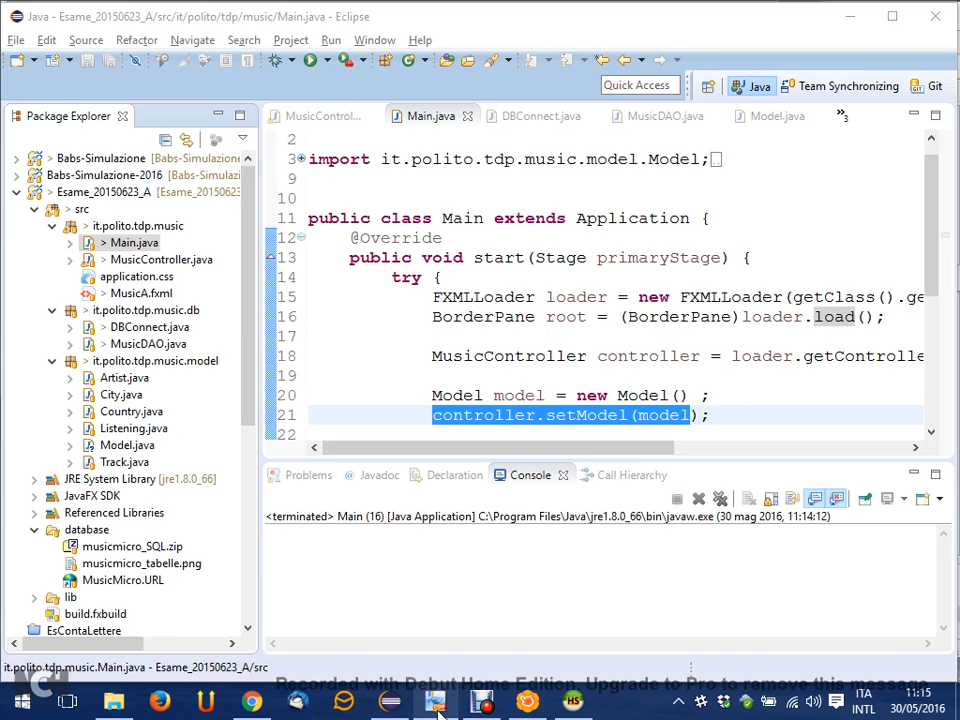 Java - Esame_20150623_A/src/it/polito/tdp/music/Main.java - Eclipse
File Edit Source Refactor Navigate Search Project Run Window Help
Quick Access
Java
Team Synchronizing
Git
Package Explorer
> Babs-Simulazione [Babs-Simulazi
> Babs-Simulazione-2016 [Babs-Simulazi
> Esame_20150623_A [Esame_20150623
> src
> it.polito.tdp.music
> Main.java
> MusicController.java
application.css
> MusicA.fxml
it.polito.tdp.music.db
DBConnect.java
MusicDAO.java
it.polito.tdp.music.model
Artist.java
City.java
Country.java
Listening.java
Model.java
Track.java
JRE System Library [jre1.8.0_66]
JavaFX SDK
Referenced Libraries
database
musicmicro_SQL.zip
musicmicro_tabelle.png
MusicMicro.URL
lib
build.fxbuild
EsContaLettere
MusicControl... Main.java DBConnect.java MusicDAO.java Model.java »3
2
3 import it.polito.tdp.music.model.Model;
9
10
11 public class Main extends Application {
12 @Override
13 public void start(Stage primaryStage) {
14 try {
15 FXMLLoader loader = new FXMLLoader(getClass().ge
16 BorderPane root = (BorderPane)loader.load();
17
18 MusicController controller = loader.getControlle
19
20 Model model = new Model() ;
21 controller.setModel(model);
22
Problems Javadoc Declaration Console Call Hierarchy
<terminated> Main (16) [Java Application] C:\Program Files\Java\jre1.8.0_66\bin\javaw.exe (30 mag 2016, 11:14:12)
it.polito.tdp.music.Main.java - Esame_20150623_A/src
Recorded with Debut Home Edition. Upgrade to Pro to remove this message
ITA
INTL
11:15
30/05/2016